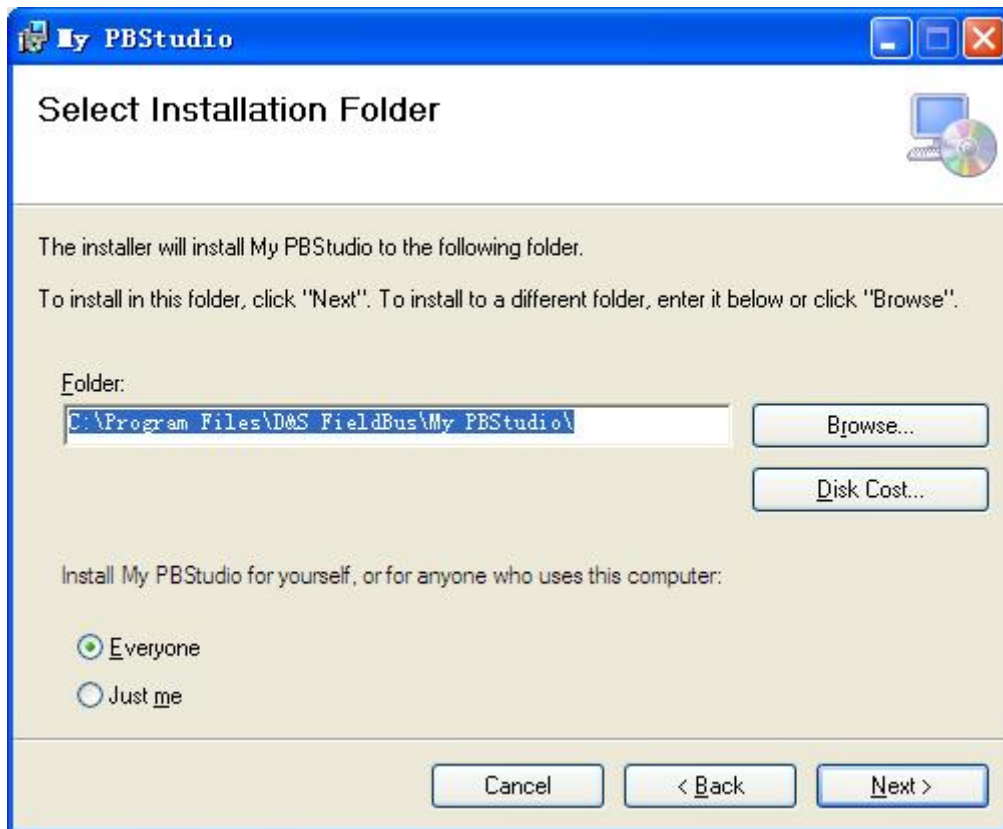 My PBStudio
Select Installation Folder
The installer will install My PBStudio to the following folder.
To install in this folder, click "Next". To install to a different folder, enter it below or click "Browse".
Folder:
C:\Program Files\D&S FieldBus\My PBStudio\
Browse...
Disk Cost...
Install My PBStudio for yourself, or for anyone who uses this computer:
Everyone
Just me
Cancel
< Back
Next >